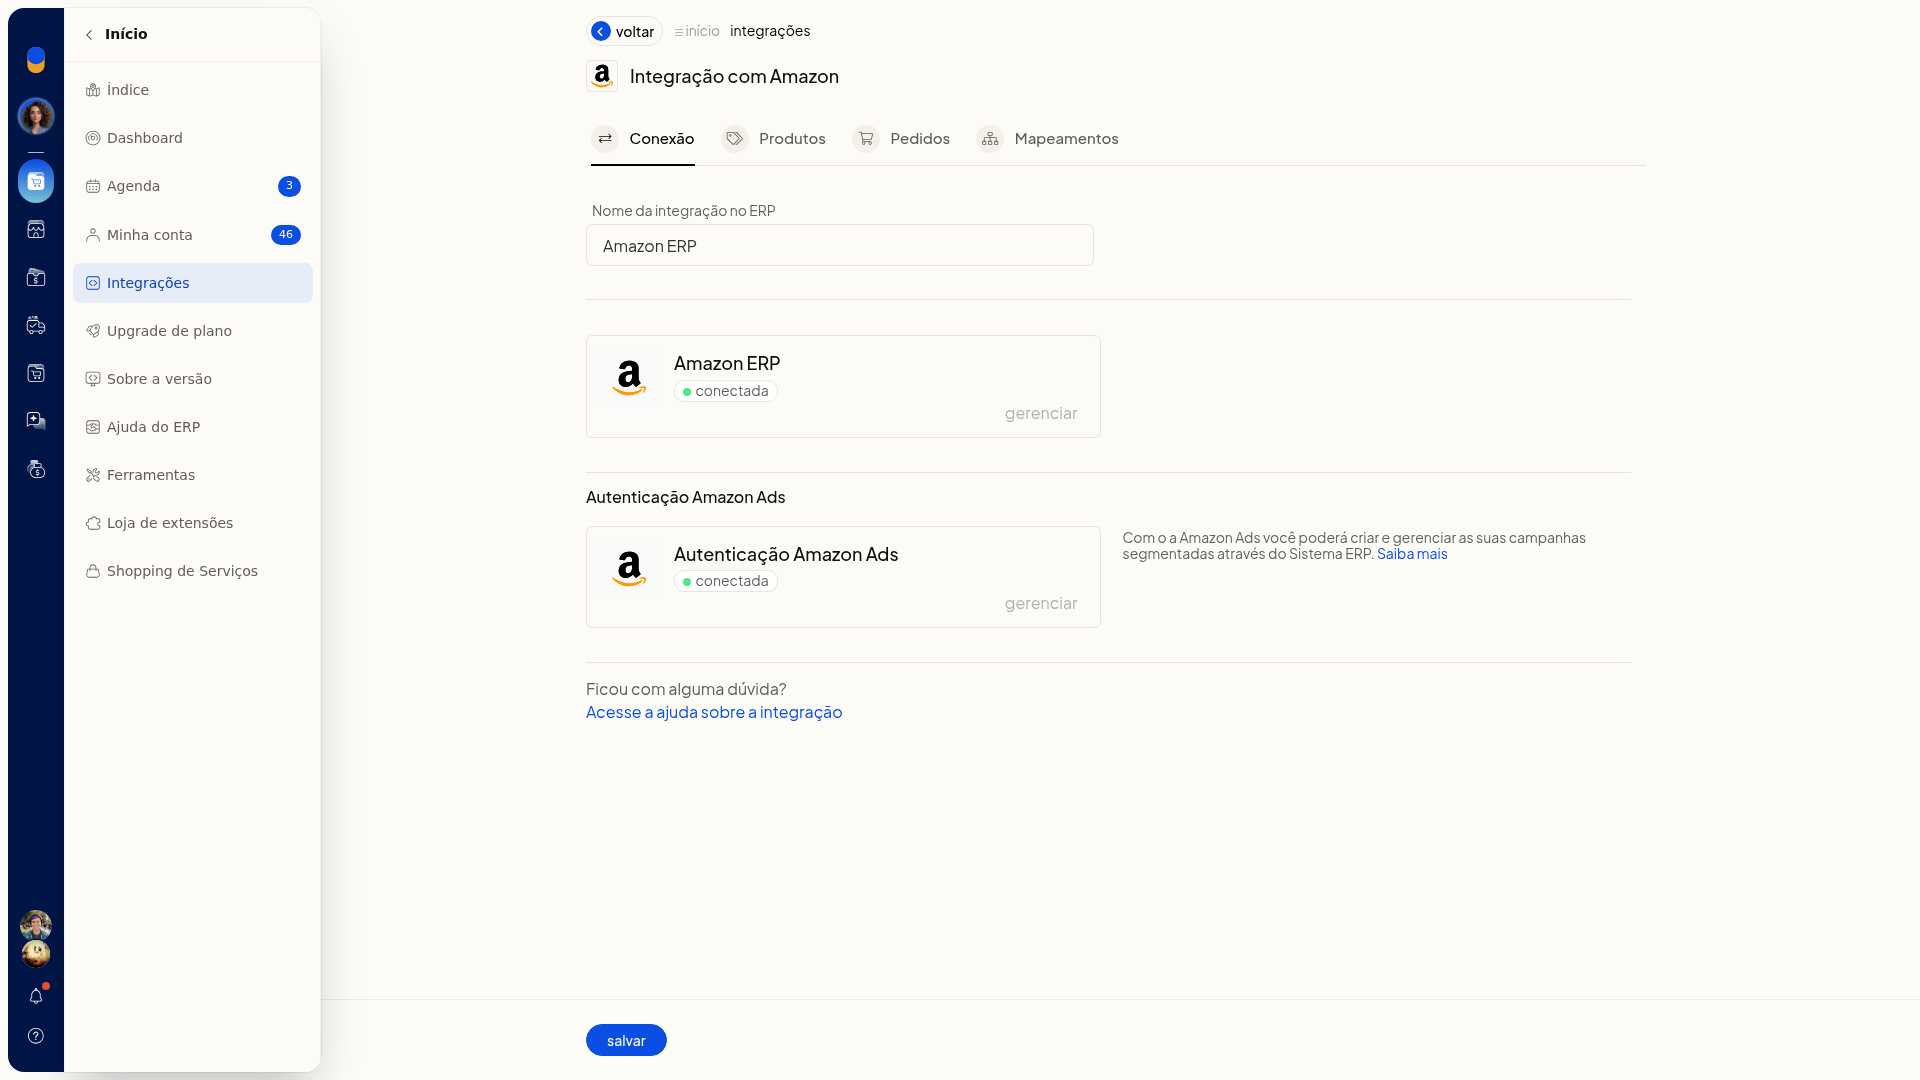 Início
Índice
Dashboard
Agenda
3
Minha conta
46
Integrações
Upgrade de plano
Sobre a versão
Ajuda do ERP
Ferramentas
Loja de extensões
Shopping de Serviços
voltar
início
integrações
Integração com Amazon
Conexão
Produtos
Pedidos
Mapeamentos
Nome da integração no ERP
Amazon ERP
Amazon ERP
conectada
gerenciar
Autenticação Amazon Ads
Autenticação Amazon Ads
conectada
gerenciar
Com o a Amazon Ads você poderá criar e gerenciar as suas campanhas
segmentadas através do Sistema ERP. Saiba mais
Ficou com alguma dúvida?
Acesse a ajuda sobre a integração
salvar